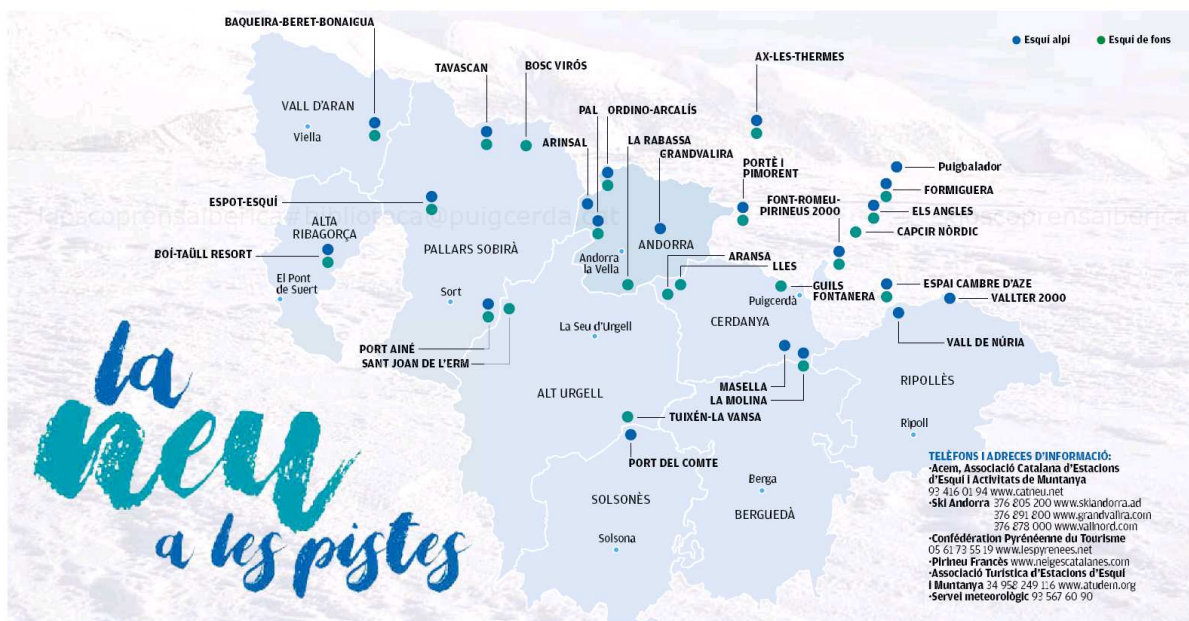 BAQUEIRA-BERET-BONAIGUA
Esquí alpí
Esquí de fons
TAVASCAN
BOSC VIRÓS
AX-LES-THERMES
VALL D'ARAN
Viella
PAL
ORDINO-ARCALÍS
ARINSAL
LA RABASSA
GRANDVALIRA
PORTÈ I
PIMORENT
Puigbalador
FORMIGUERA
ESPOT-ESQUÍ
FONT-ROMEU-
PIRINEUS 2000
ELS ANGLES
CAPCIR NÒRDIC
ALTA
RIBAGORÇA
BOÍ-TAÜLL RESORT
PALLARS SOBIRÀ
ANDORRA
Andorra
la Vella
ARANSA
LLES
El Pont
de Suert
Sort
Puigcerdà
GUILS
FONTANERA
ESPAI CAMBRE D'AZE
VALLTER 2000
La Seu d'Urgell
CERDANYA
VALL DE NÚRIA
PORT AINÉ
SANT JOAN DE L'ERM
MASELLA
LA MOLINA
RIPOLLÈS
ALT URGELL
TUIXÉN-LA VANSA
Ripoll
PORT DEL COMTE
SOLSONÈS
Berga
BERGUEDÀ
Solsona
la
neu
a les pistes
TELÈFONS I ADRECES D'INFORMACIÓ:
·Acem, Associació Catalana d'Estacions
d'Esquí i Activitats de Muntanya
93 416 01 94 www.catneu.net
·Ski Andorra 376 805 200 www.skiandorra.ad
376 891 800 www.grandvalira.com
376 878 000 www.vallnord.com
·Confédération Pyrénéenne du Tourisme
05 61 73 55 19 www.lespyrenees.net
·Pirineu Francès www.neigescatalanes.com
·Associació Turística d'Estacions d'Esquí
i Muntanya 34 958 249 116 www.atudem.org
·Servei meteorològic 93 567 60 90